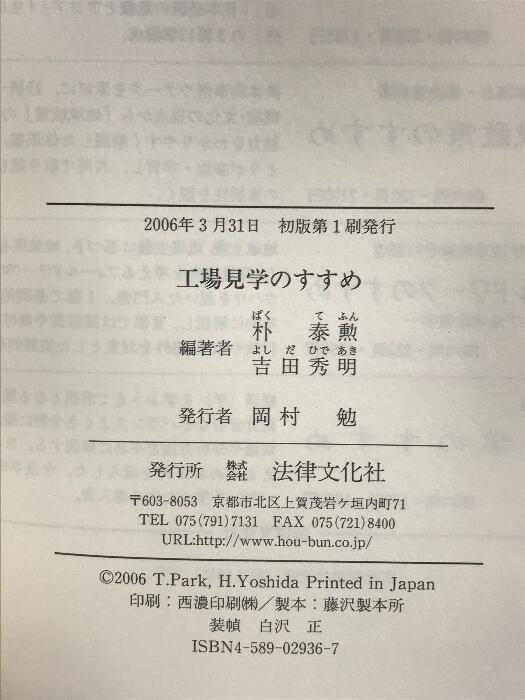 2006年3月31日　初版第1刷発行
工場見学のすすめ
ぱく　て　ふん
編著者　朴　泰勲
よし　だ　ひで　あき
吉田秀明
発行者　岡村　勉
発行所　株式会社　法律文化社
〒603-8053　京都市北区上賀茂岩ケ垣内町71
TEL 075(791)7131　FAX 075(721)8400
URL:http://www.hou-bun.co.jp/
©2006 T.Park, H.Yoshida Printed in Japan
印刷：西濃印刷㈱／製本：藤沢製本所
装幀　白沢　正
ISBN4-589-02936-7